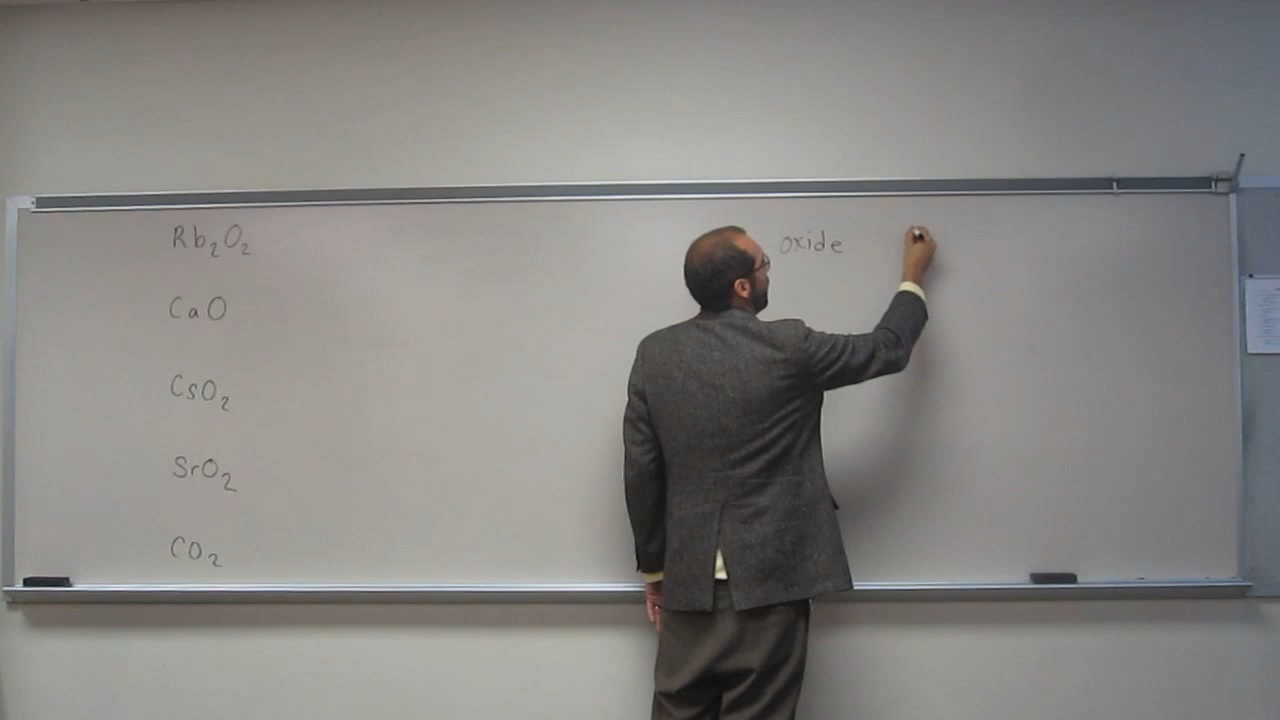 Rb₂O₂ oxide
CaO
CsO₂
SrO₂
CO₂